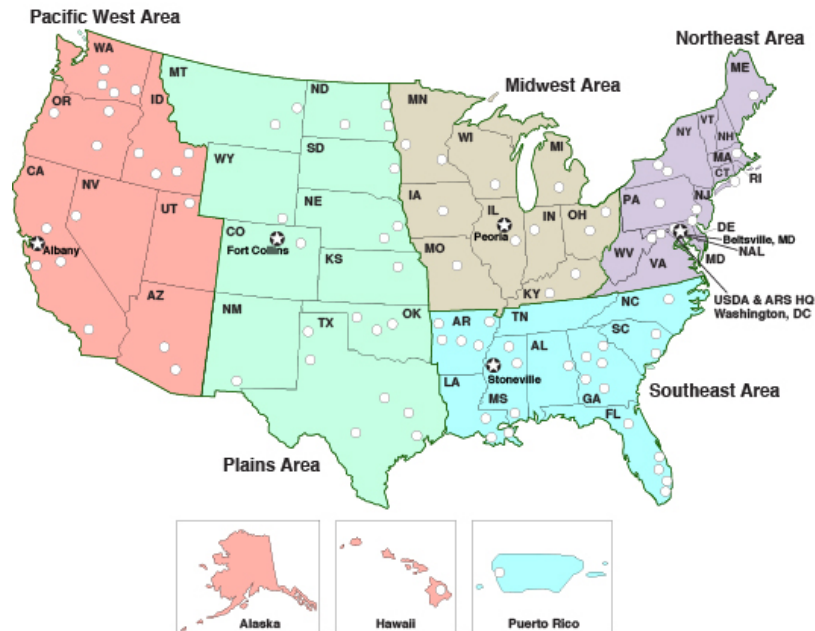 Pacific West Area
Northeast Area
Midwest Area
WA
MT
ND
MN
ME
OR
ID
WI
MI
NY
VT
NH
MA
CT
RI
SD
WY
CA
NV
UT
NE
IA
IL
IN
OH
PA
NJ
DE
Beltsville, MD
NAL
MD
Albany
CO
Fort Collins
Peoria
MO
WV
VA
KS
KY
USDA & ARS HQ
Washington, DC
AZ
NM
TX
OK
AR
TN
NC
SC
AL
LA
Stoneville
MS
GA
FL
Southeast Area
Plains Area
Alaska
Hawaii
Puerto Rico